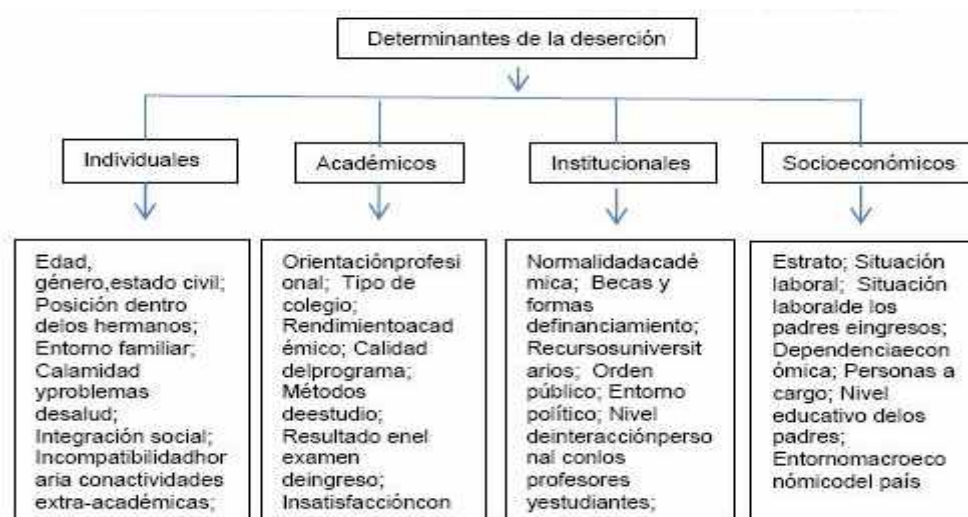 Determinantes de la deserción
Individuales
Académicos
Institucionales
Socioeconómicos
Edad,
género,estado civil;
Posición dentro
delos hermanos;
Entorno familiar;
Calamidad
yproblemas
desalud;
Integración social;
Incompatibilidadhor
aria conactividades
extra-académicas;
Orientaciónprofesi
onal; Tipo de
colegio;
Rendimientoacad
émico; Calidad
delprograma;
Métodos
deestudio;
Resultado enel
examen
deingreso;
Insatisfaccióncon
Normalidadacadé
mica; Becas y
formas
definanciamiento;
Recursosuniversit
arios; Orden
público; Entorno
político; Nivel
deinteracciónperso
nal conlos
profesores
yestudiantes;
Estrato; Situación
laboral; Situación
laboralde los
padres eingresos;
Dependenciaecon
ómica; Personas a
cargo; Nivel
educativo delos
padres;
Entornomacroeco
nómicodel país